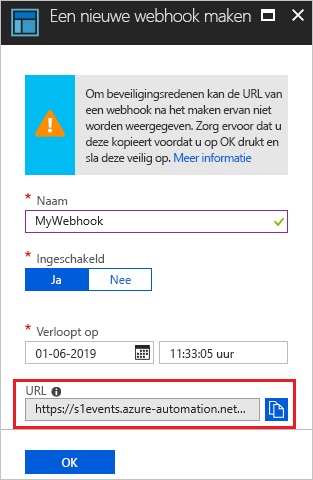 Een nieuwe webhook maken
Om beveiligingsredenen kan de URL van
een webhook na het maken ervan niet
worden weergegeven. Zorg ervoor dat u
deze kopieert voordat u op OK drukt en
sla deze veilig op. Meer informatie
* Naam
MyWebhook
* Ingeschakeld
Ja Nee
* Verloopt op
01-06-2019 11:33:05 uur
URL
https://s1events.azure-automation.net...
OK